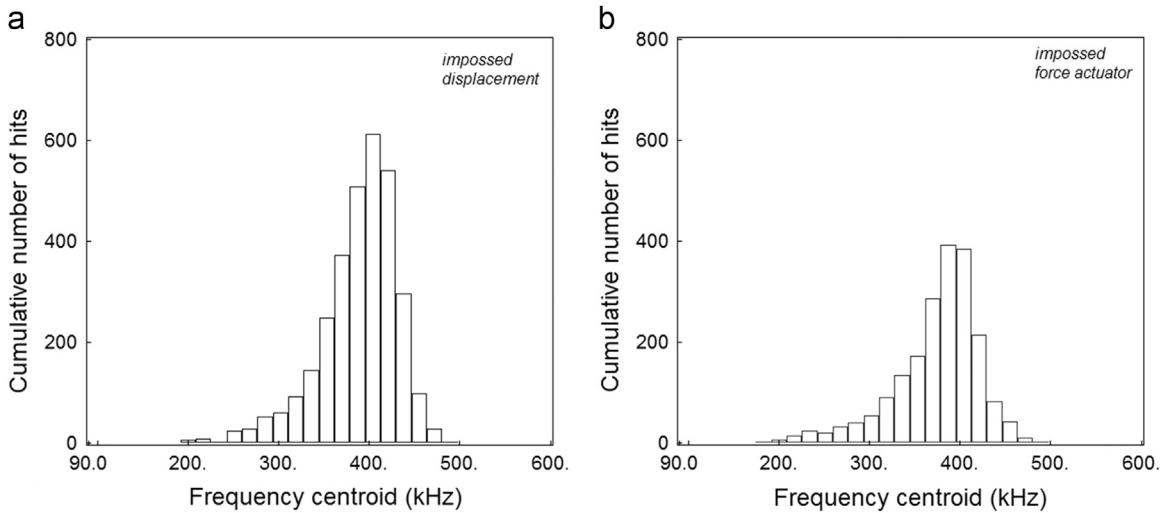 a
800
600
400
200
0
Cumulative number of hits
impossed
displacement
90.0 200. 300. 400. 500. 600.
Frequency centroid (kHz)
b
800
600
400
200
0
Cumulative number of hits
impossed
force actuator
90.0 200. 300. 400. 500. 600.
Frequency centroid (kHz)